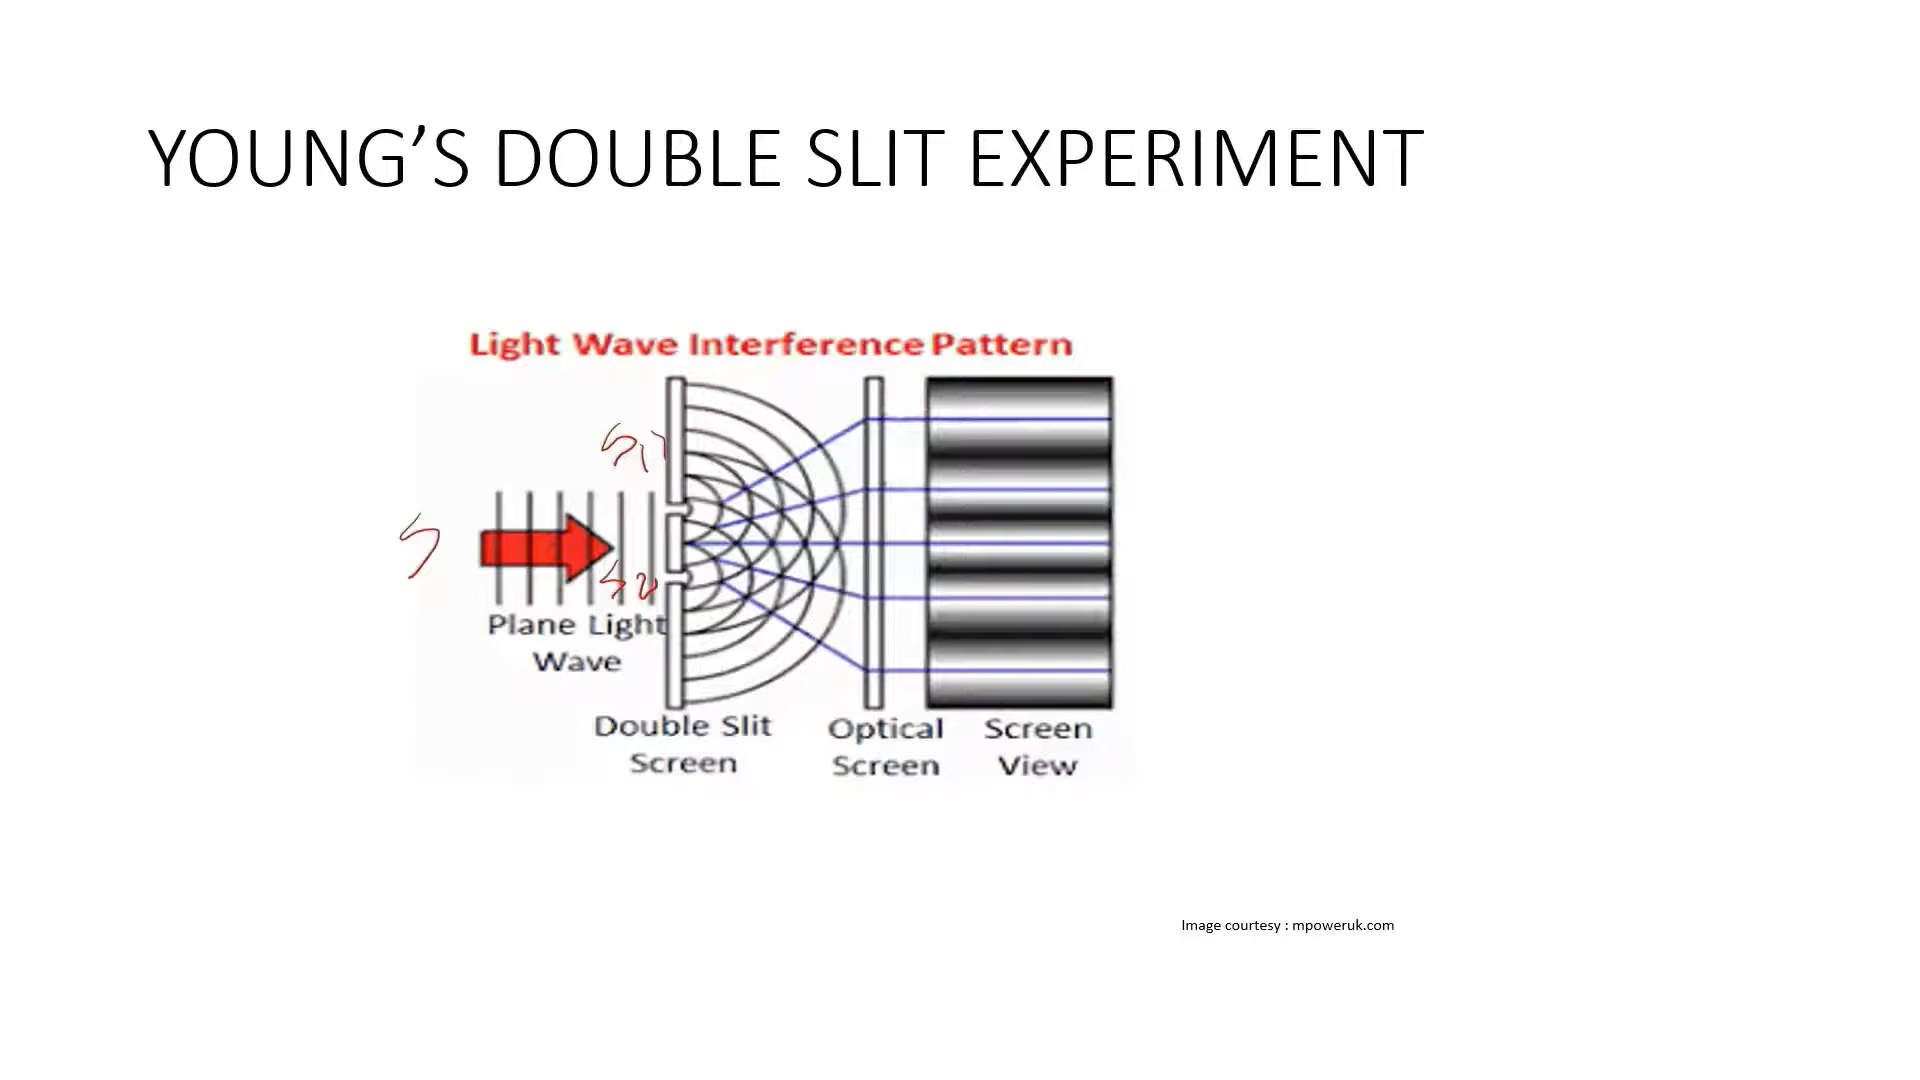 YOUNG’S DOUBLE SLIT EXPERIMENT
Light Wave Interference Pattern
S1
S
S2
Plane Light
Wave
Double Slit
Screen
Optical
Screen
Screen
View
Image courtesy : mpoweruk.com